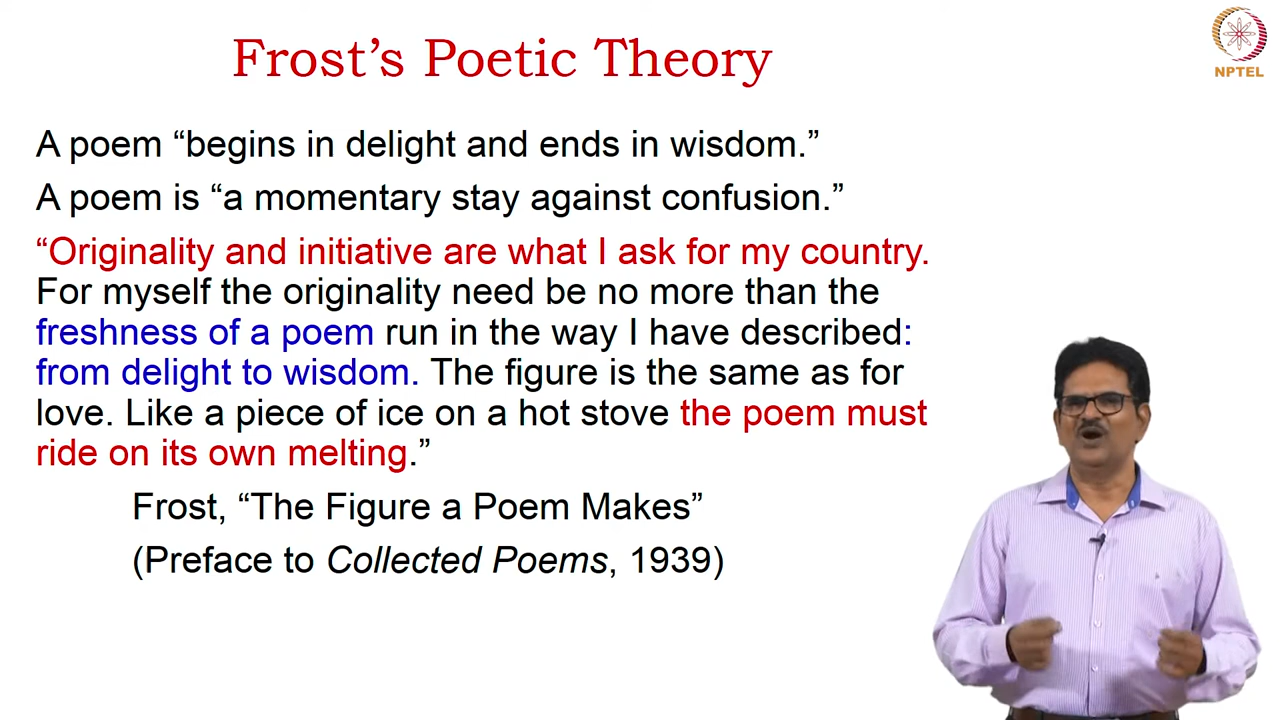 Frost’s Poetic Theory
NPTEL
A poem “begins in delight and ends in wisdom.”
A poem is “a momentary stay against confusion.”
“Originality and initiative are what I ask for my country.
For myself the originality need be no more than the
freshness of a poem run in the way I have described:
from delight to wisdom. The figure is the same as for
love. Like a piece of ice on a hot stove the poem must
ride on its own melting.”
Frost, “The Figure a Poem Makes”
(Preface to Collected Poems, 1939)